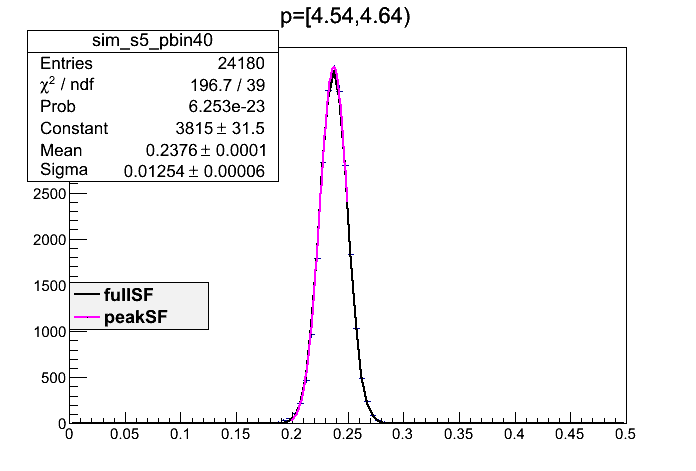 p=[4.54,4.64)
sim_s5_pbin40
Entries 24180
χ² / ndf 196.7 / 39
Prob 6.253e-23
Constant 3815 ± 31.5
Mean 0.2376 ± 0.0001
Sigma 0.01254 ± 0.00006
2500
2000
1500
fullSF
peakSF
1000
500
0
0 0.05 0.1 0.15 0.2 0.25 0.3 0.35 0.4 0.45 0.5